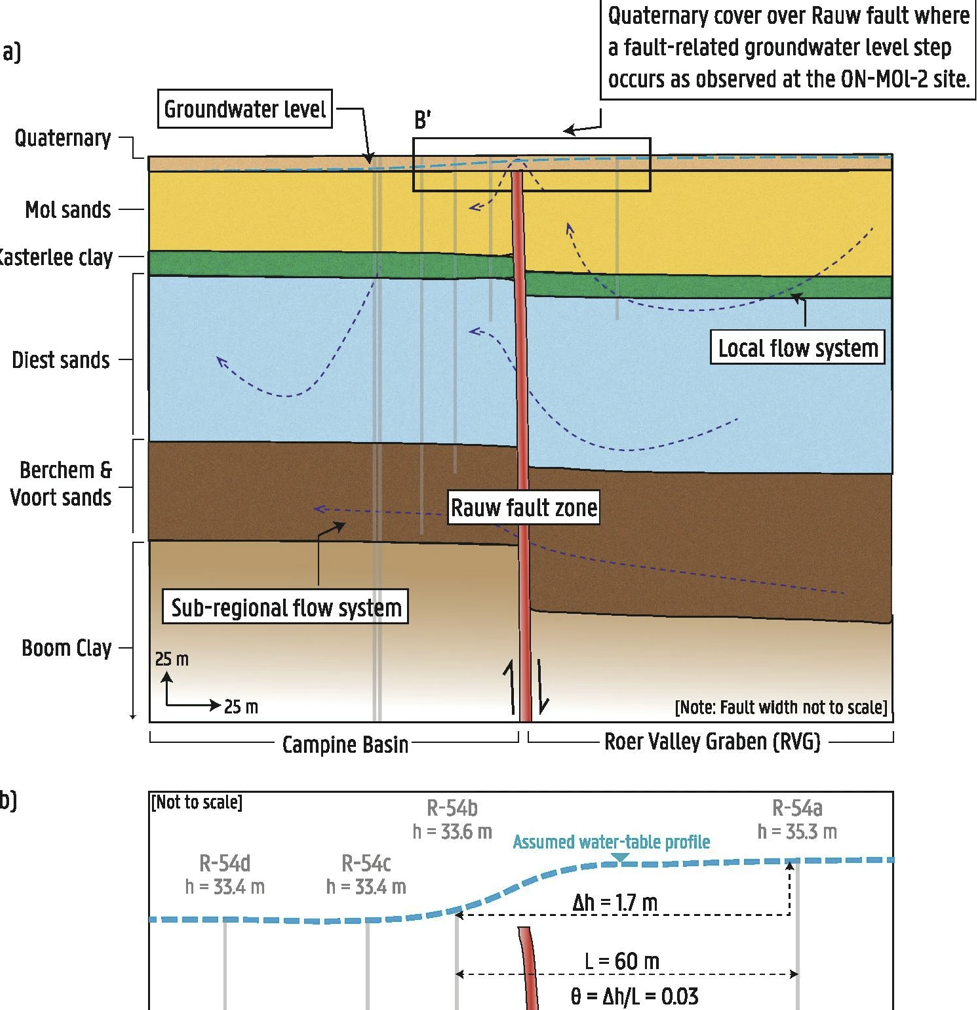 Quaternary cover over Rauw fault where
a fault-related groundwater level step
occurs as observed at the ON-MOl-2 site.
a)
Groundwater level
B'
Quaternary
Mol sands
Kasterlee clay
Local flow system
Diest sands
Berchem &
Voort sands
Rauw fault zone
Sub-regional flow system
Boom Clay
25 m
25 m
[Note: Fault width not to scale]
Campine Basin
Roer Valley Graben (RVG)
b)
[Not to scale]
R-54b
h = 33.6 m
R-54a
h = 35.3 m
Assumed water-table profile
R-54d
h = 33.4 m
R-54c
h = 33.4 m
Δh = 1.7 m
L = 60 m
θ = Δh/L = 0.03